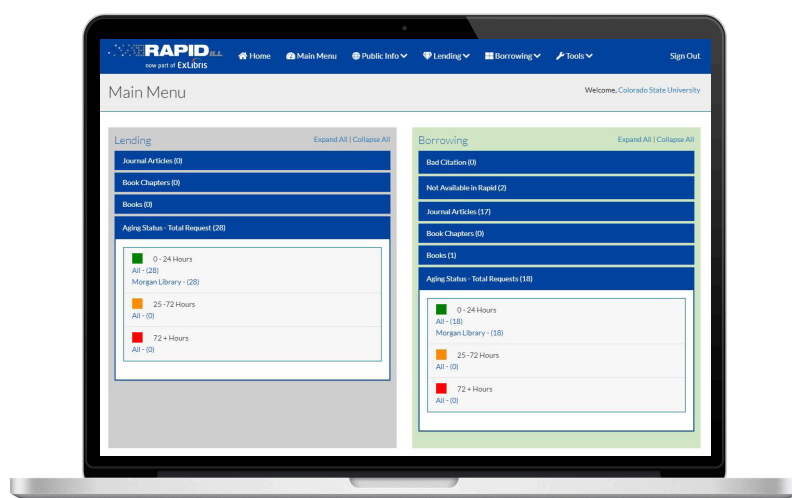 RAPID ILL
now part of ExLibris
Home Main Menu Public Info Lending Borrowing Tools Sign Out
Main Menu
Welcome, Colorado State University
Lending Expand All | Collapse All
Journal Articles (0)
Book Chapters (0)
Books (0)
Aging Status - Total Request (28)
0 - 24 Hours
All - (28)
Morgan Library - (28)
25 -72 Hours
All - (0)
72 + Hours
All - (0)
Borrowing Expand All | Collapse All
Bad Citation (0)
Not Available in Rapid (2)
Journal Articles (17)
Book Chapters (0)
Books (1)
Aging Status - Total Requests (18)
0 - 24 Hours
All - (18)
Morgan Library - (18)
25 -72 Hours
All - (0)
72 + Hours
All - (0)